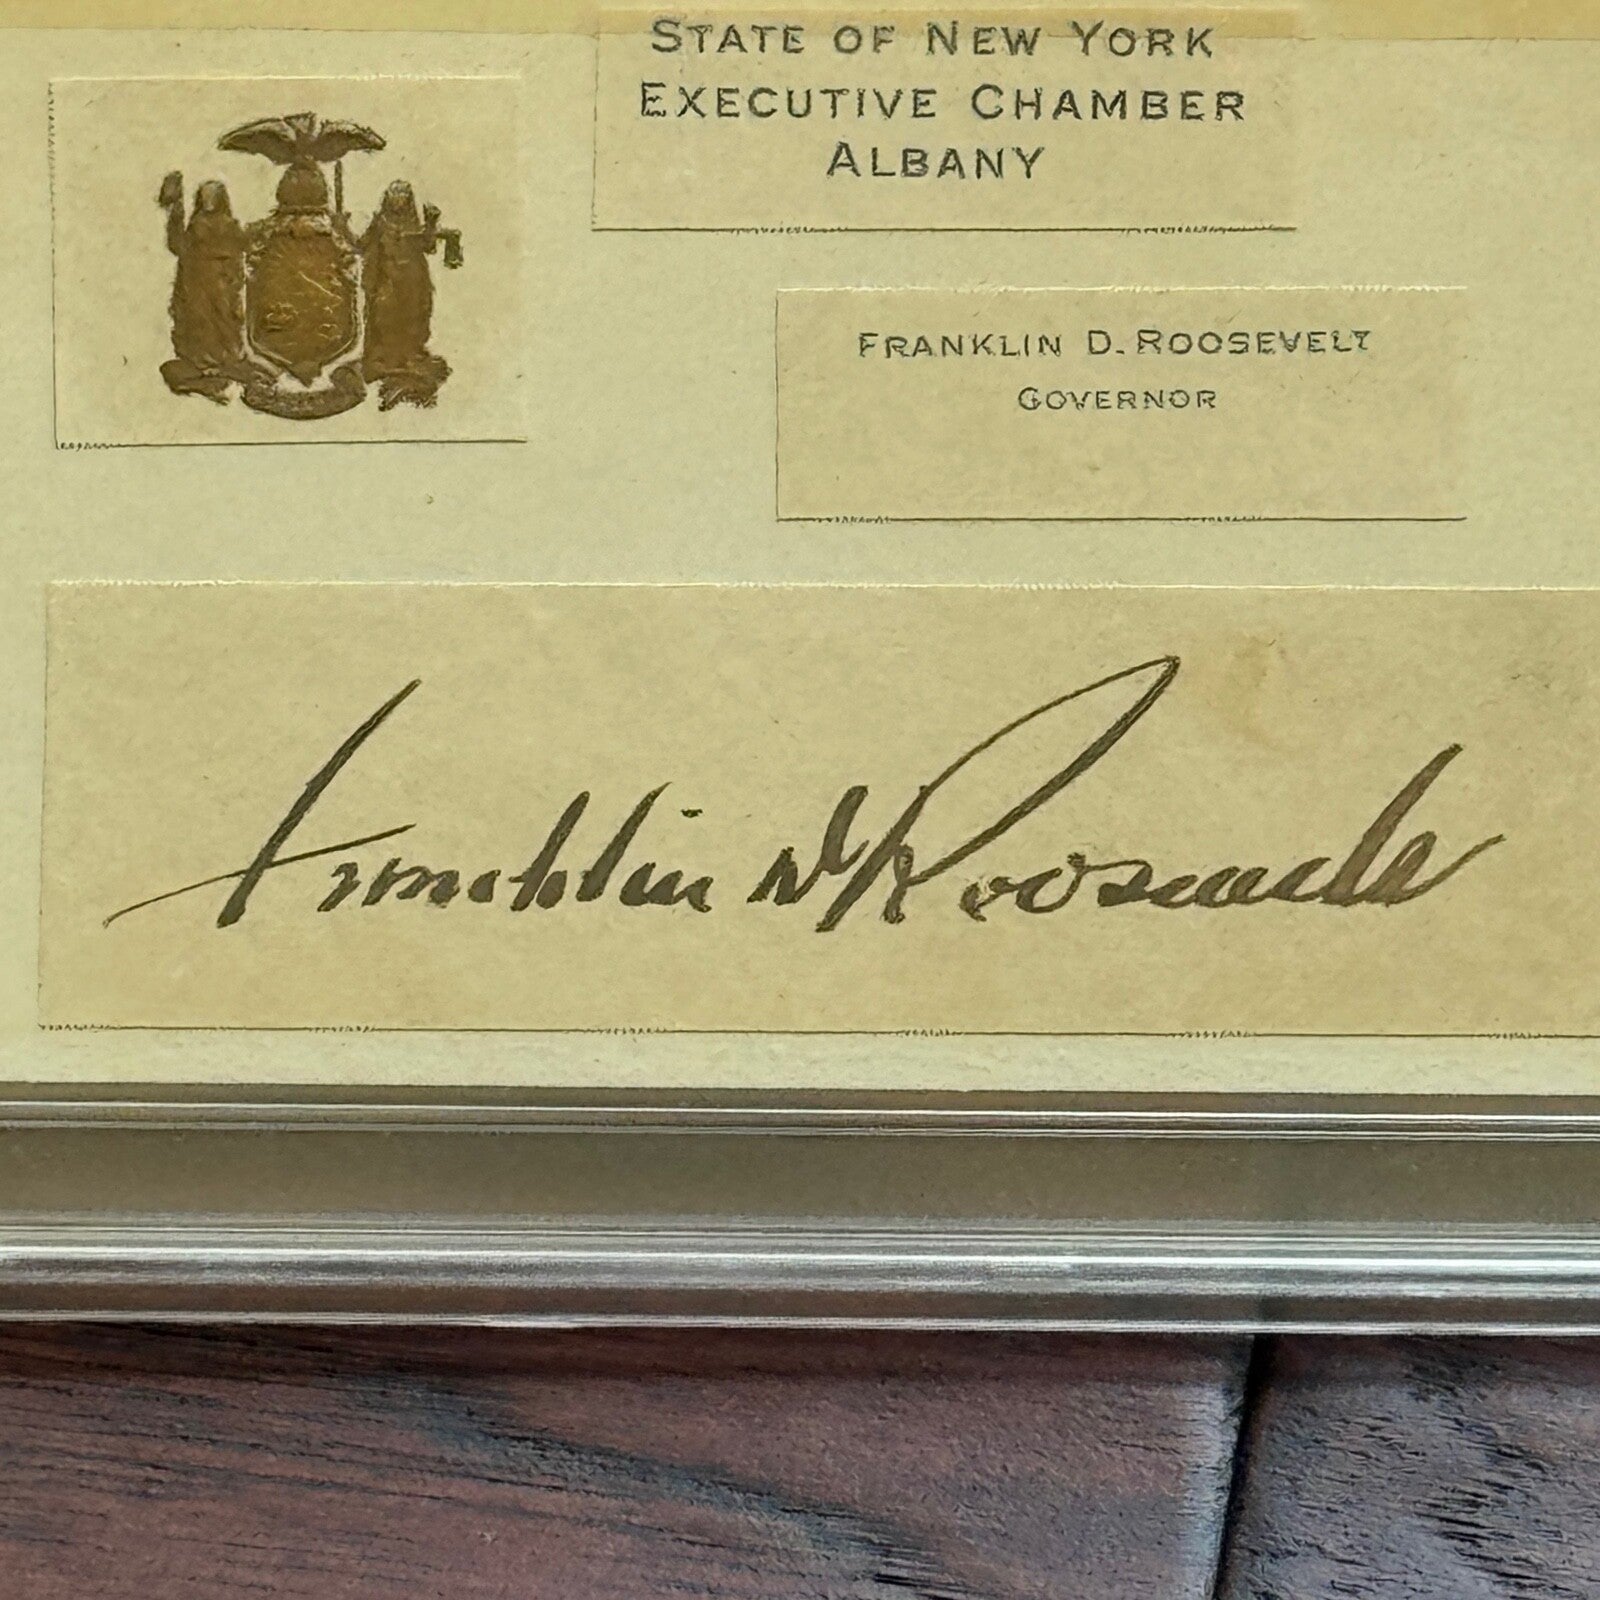 STATE OF NEW YORK
EXECUTIVE CHAMBER
ALBANY
FRANKLIN D. ROOSEVELT
GOVERNOR
Franklin D Roosevelt